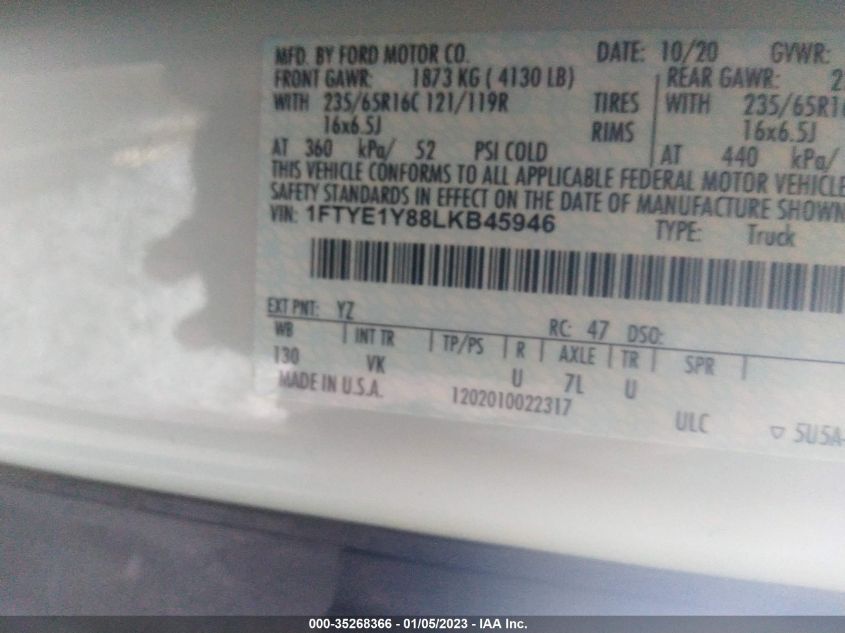 MFD. BY FORD MOTOR CO. DATE: 10/20 GVWR:
FRONT GAWR: 1873 KG ( 4130 LB) REAR GAWR: 2
WITH 235/65R16C 121/119R TIRES WITH 235/65R16
16x6.5J RIMS 16x6.5J
AT 360 kPa/ 52 PSI COLD AT 440 kPa/
THIS VEHICLE CONFORMS TO ALL APPLICABLE FEDERAL MOTOR VEHICLE
SAFETY STANDARDS IN EFFECT ON THE DATE OF MANUFACTURE SHOWN
VIN: 1FTYE1Y88LKB45946 TYPE: Truck
EXT PNT: YZ RC: 47 DSO:
WB INT TR TP/PS R AXLE TR SPR
130 VK U 7L U
MADE IN U.S.A. 1202010022317 ULC ▽ 5U5A-
000-35268366 - 01/05/2023 - IAA Inc.